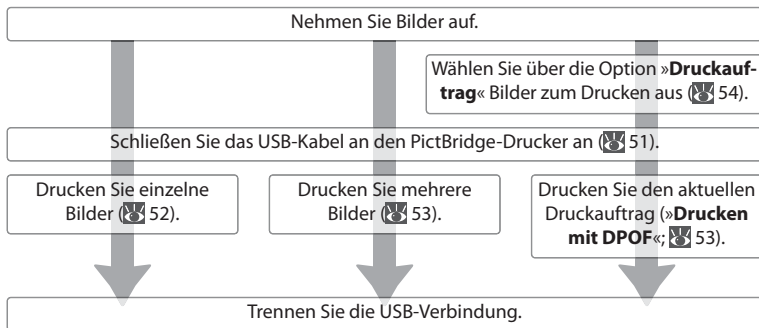 Nehmen Sie Bilder auf.
Wählen Sie über die Option »Druckauf-
trag« Bilder zum Drucken aus ( 54).
Schließen Sie das USB-Kabel an den PictBridge-Drucker an ( 51).
Drucken Sie einzelne
Bilder ( 52).
Drucken Sie mehrere
Bilder ( 53).
Drucken Sie den aktuellen
Druckauftrag (»Drucken
mit DPOF«; 53).
Trennen Sie die USB-Verbindung.